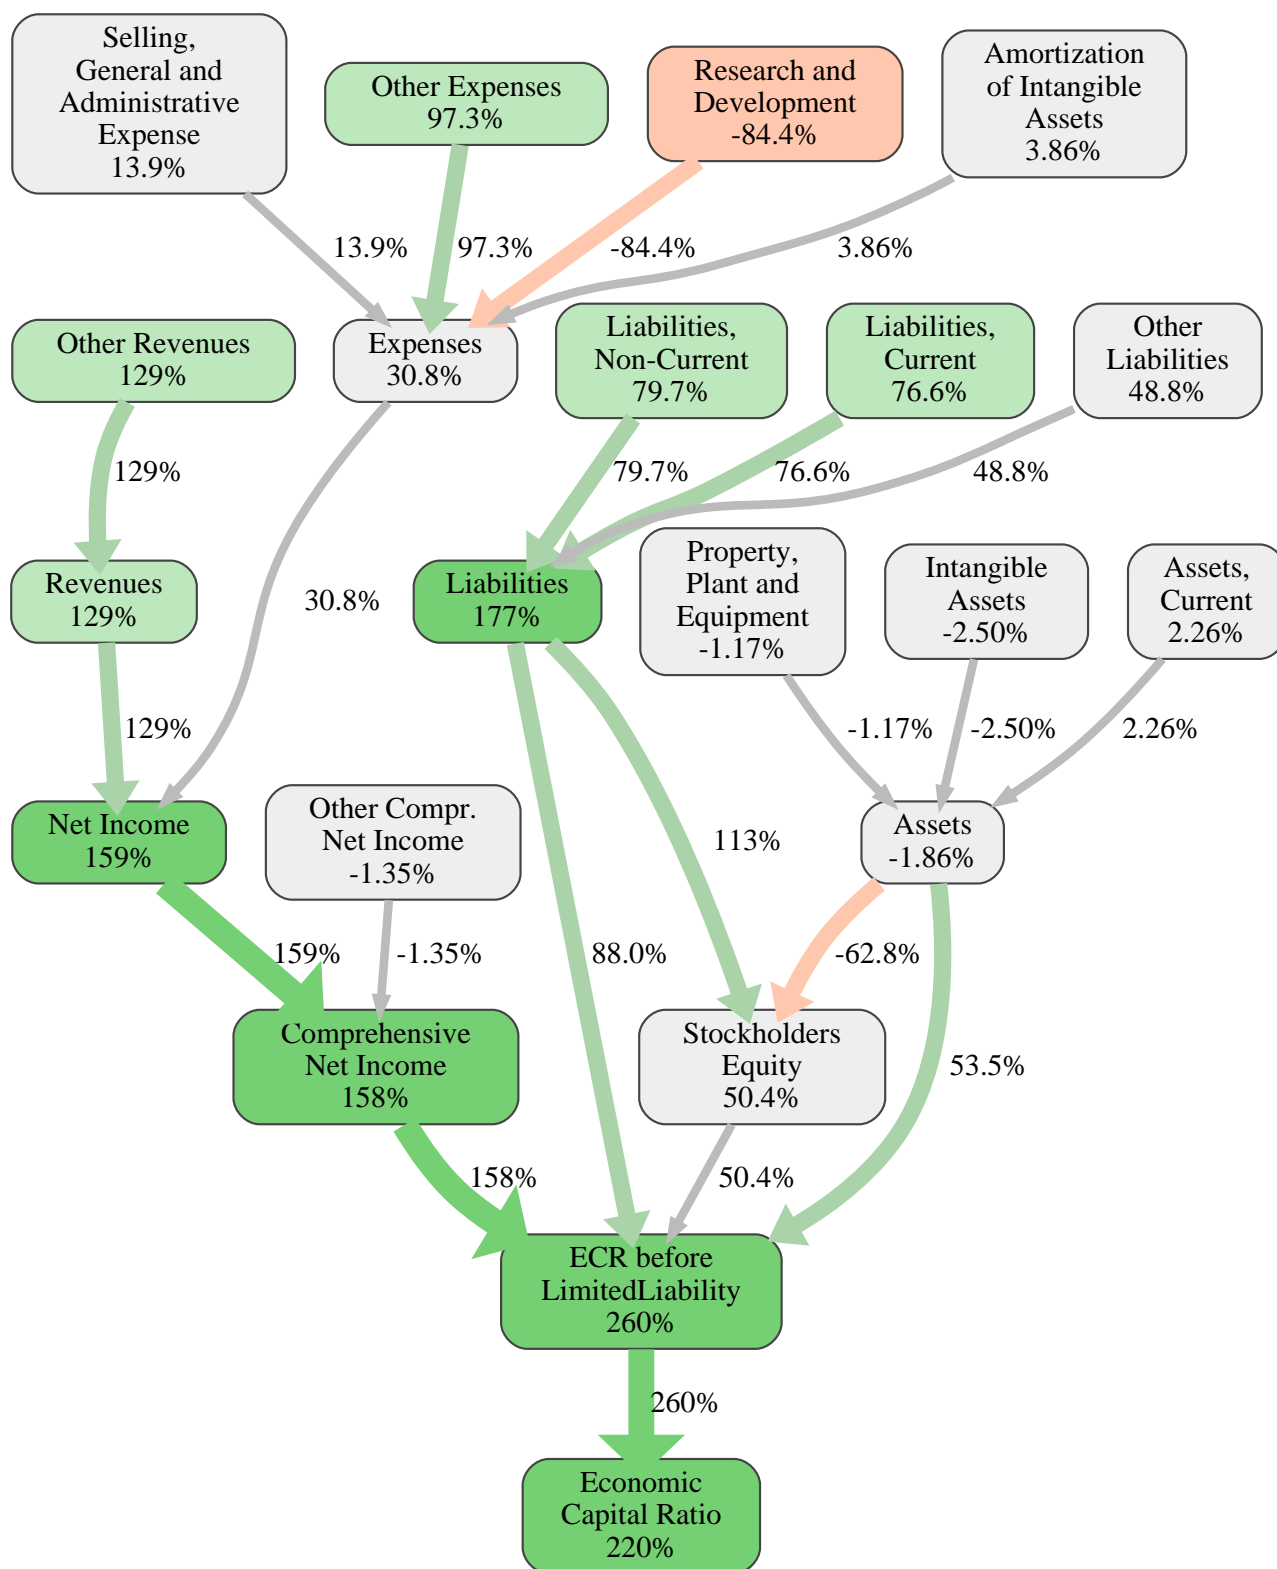 Selling,
General and
Administrative
Expense
13.9%
Other Expenses
97.3%
Research and
Development
-84.4%
Amortization
of Intangible
Assets
3.86%
13.9%
97.3%
-84.4%
3.86%
Other Revenues
129%
Expenses
30.8%
Liabilities,
Non-Current
79.7%
Liabilities,
Current
76.6%
Other
Liabilities
48.8%
129%
79.7%
76.6%
48.8%
Revenues
129%
30.8%
Liabilities
177%
Property,
Plant and
Equipment
-1.17%
Intangible
Assets
-2.50%
Assets,
Current
2.26%
129%
-1.17%
-2.50%
2.26%
Net Income
159%
Other Compr.
Net Income
-1.35%
113%
Assets
-1.86%
159%
-1.35%
88.0%
-62.8%
Comprehensive
Net Income
158%
Stockholders
Equity
50.4%
53.5%
158%
50.4%
ECR before
LimitedLiability
260%
260%
Economic
Capital Ratio
220%